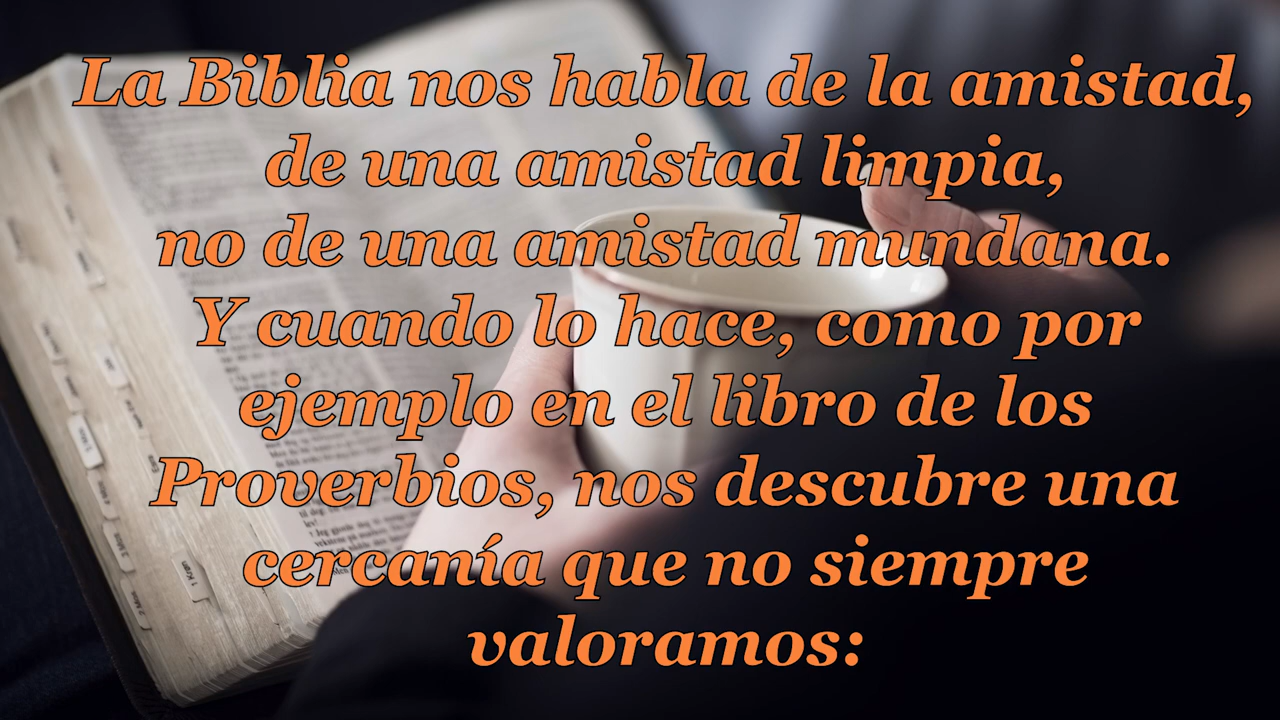 La Biblia nos habla de la amistad,
de una amistad limpia,
no de una amistad mundana.
Y cuando lo hace, como por
ejemplo en el libro de los
Proverbios, nos descubre una
cercanía que no siempre
valoramos: